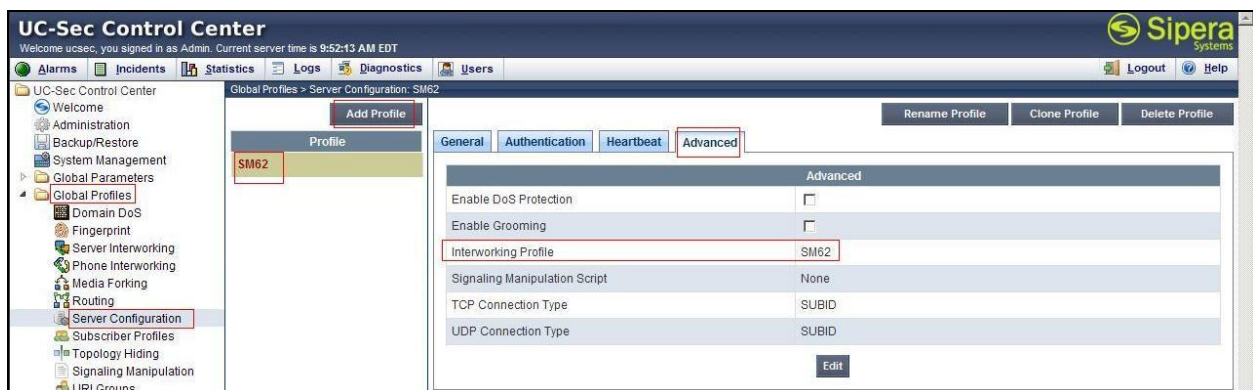 UC-Sec Control Center
Welcome ucsec, you signed in as Admin. Current server time is 9:52:13 AM EDT
Sipera
Systems
Alarms Incidents Statistics Logs Diagnostics Users Logout Help
UC-Sec Control Center
Welcome
Administration
Backup/Restore
System Management
Global Parameters
Global Profiles
Domain DoS
Fingerprint
Server Interworking
Phone Interworking
Media Forking
Routing
Server Configuration
Subscriber Profiles
Topology Hiding
Signaling Manipulation
URI Groups
Global Profiles > Server Configuration: SM62
Add Profile
Profile
SM62
Rename Profile Clone Profile Delete Profile
General Authentication Heartbeat Advanced
Advanced
Enable DoS Protection
Enable Grooming
Interworking Profile SM62
Signaling Manipulation Script None
TCP Connection Type SUBID
UDP Connection Type SUBID
Edit